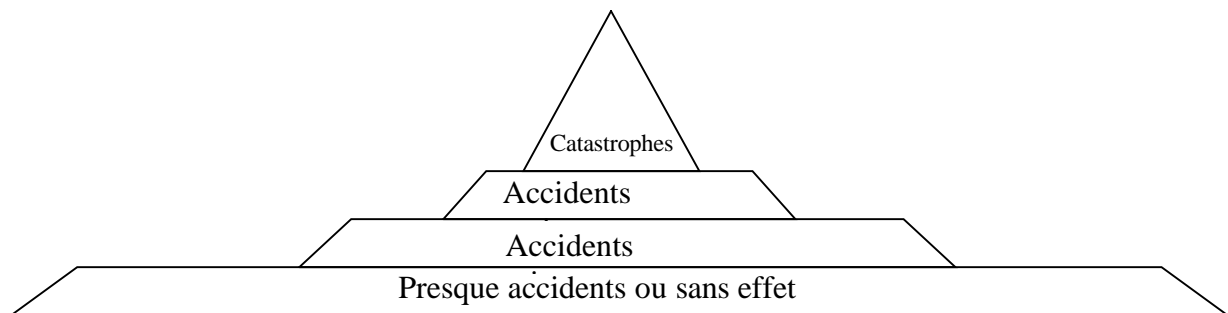 Catastrophes
Accidents
Accidents
Presque accidents ou sans effet